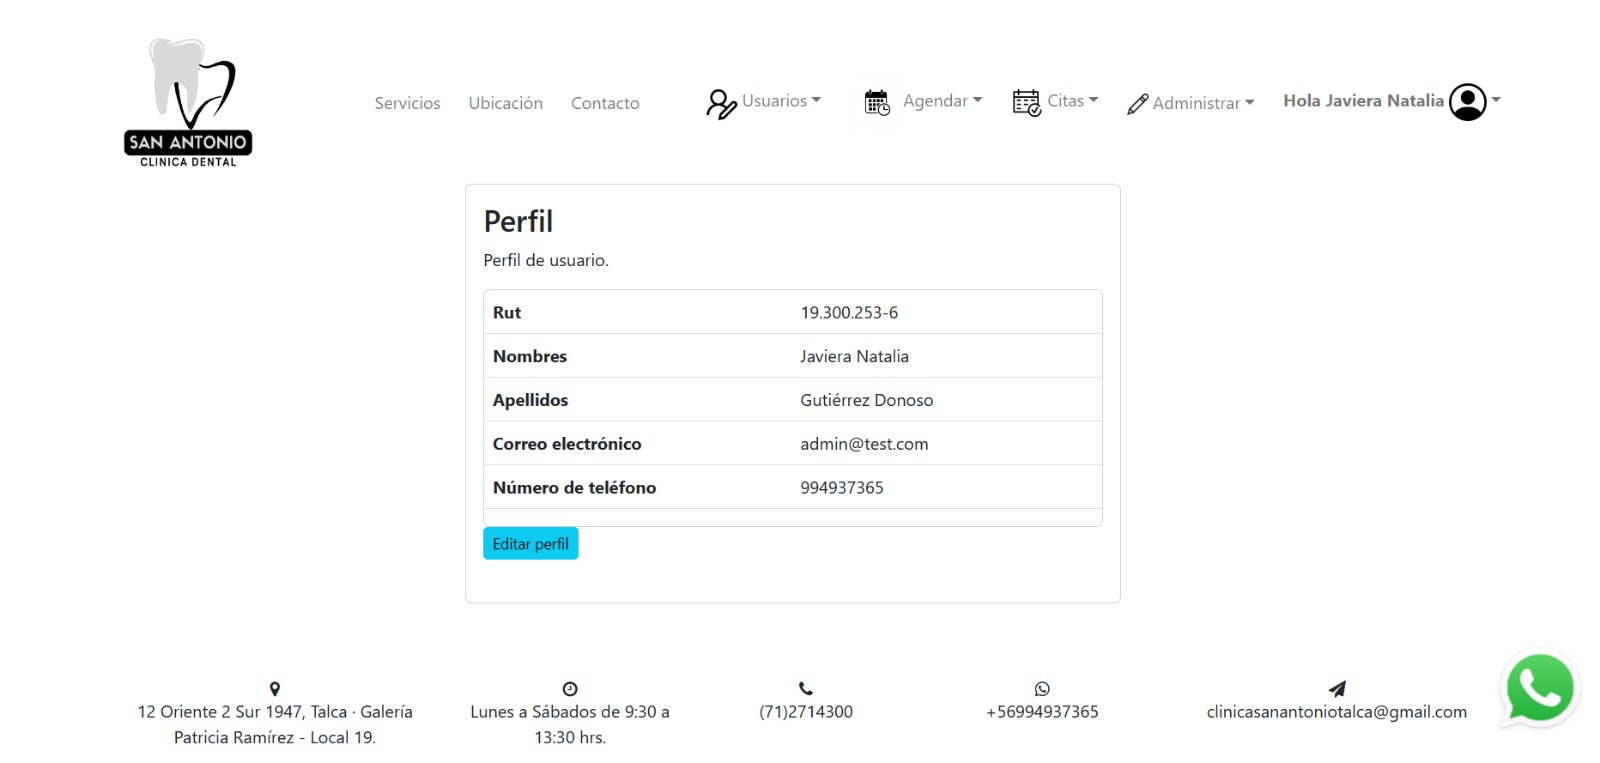 SAN ANTONIO
CLINICA DENTAL
Servicios Ubicación Contacto Usuarios Agendar Citas Administrar Hola Javiera Natalia
Perfil
Perfil de usuario.
Rut 19.300.253-6
Nombres Javiera Natalia
Apellidos Gutiérrez Donoso
Correo electrónico admin@test.com
Número de teléfono 994937365
Editar perfil
12 Oriente 2 Sur 1947, Talca · Galería
Patricia Ramírez - Local 19.
Lunes a Sábados de 9:30 a
13:30 hrs.
(71)2714300
+56994937365
clinicasanantoniotalca@gmail.com